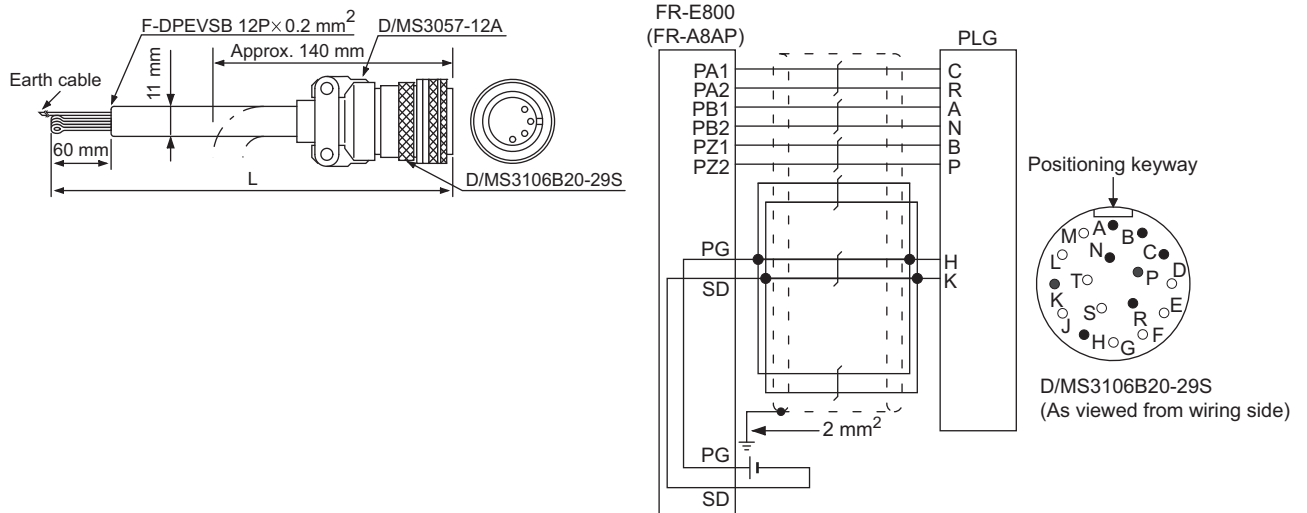 F-DPEVSB 12P×0.2 mm²
D/MS3057-12A
Approx. 140 mm
Earth cable
11 mm
60 mm
L
D/MS3106B20-29S
FR-E800
(FR-A8AP)
PLG
PA1 C
PA2 R
PB1 A
PB2 N
PZ1 B
PZ2 P
PG H
SD K
2 mm²
PG
SD
Positioning keyway
M A B
L N C D
T P
K S R E
J H G F
D/MS3106B20-29S
(As viewed from wiring side)